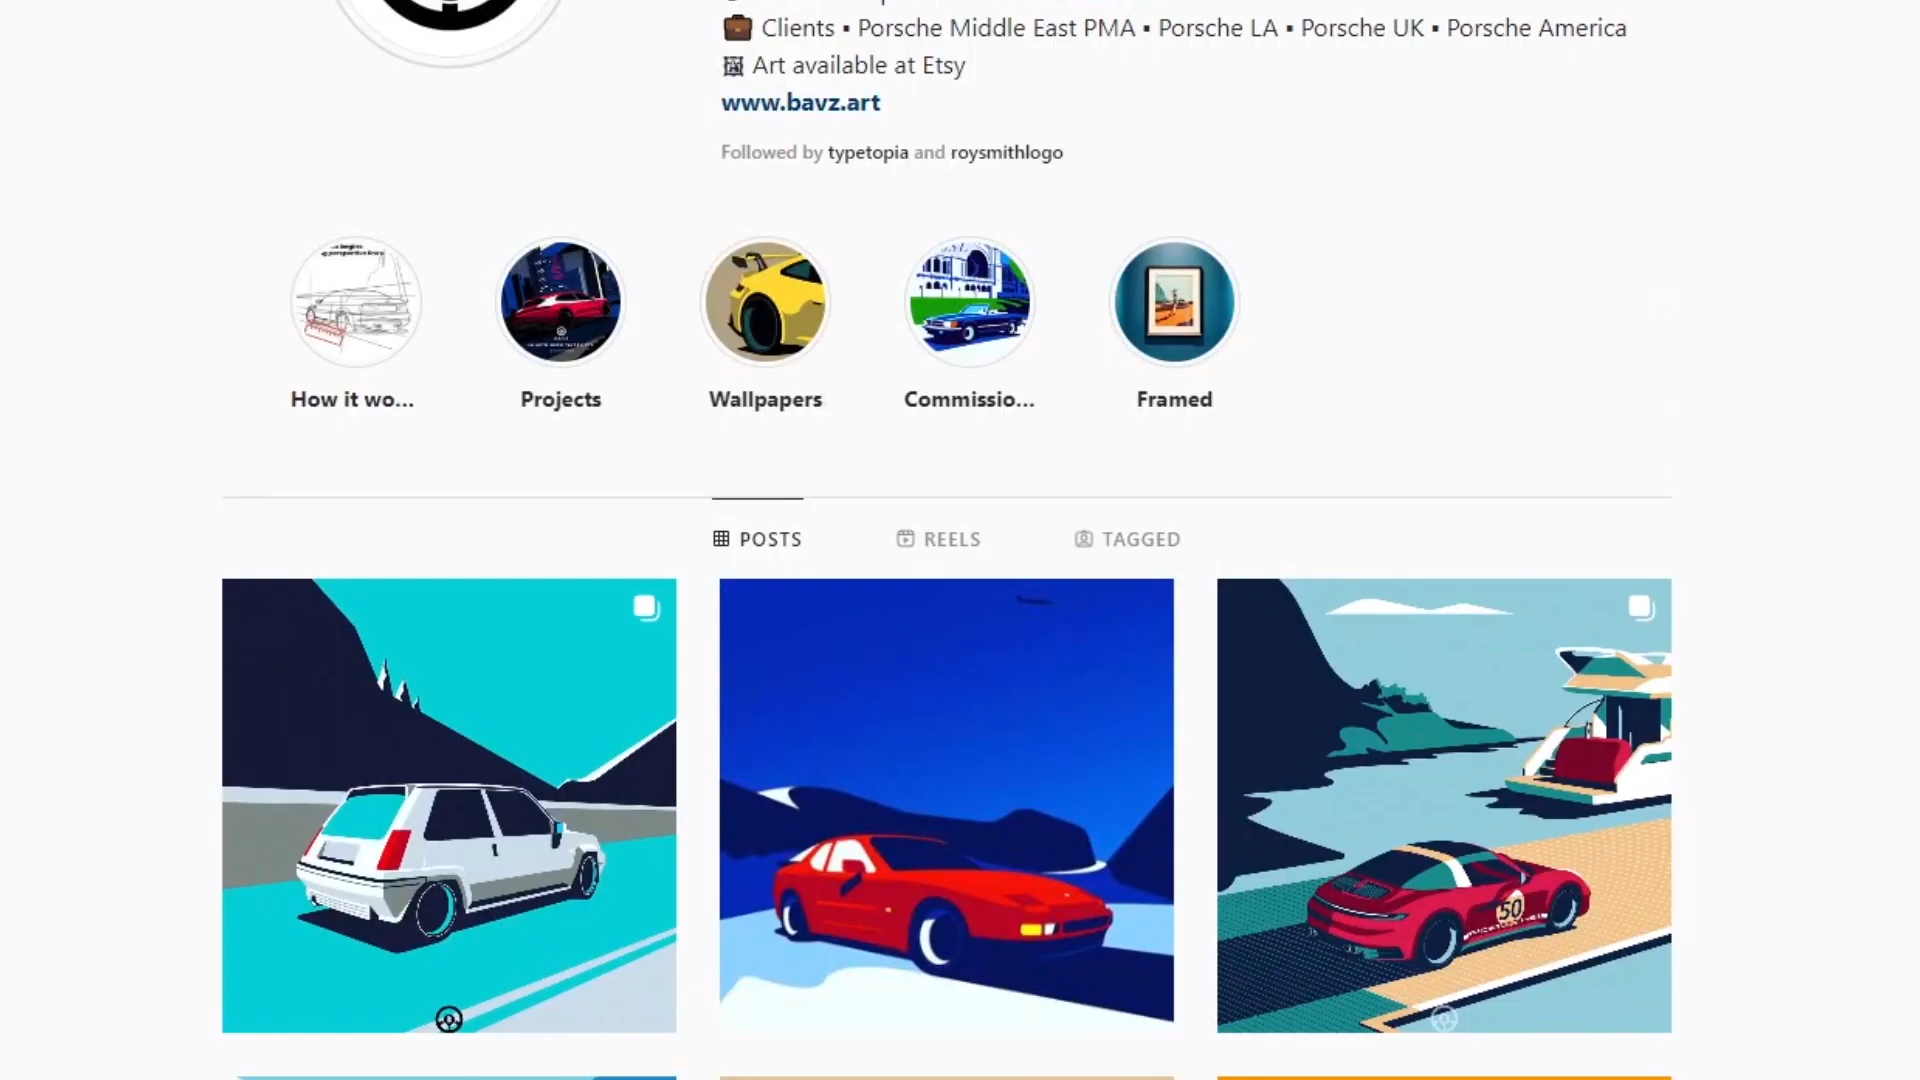 Clients ▪ Porsche Middle East PMA ▪ Porsche LA ▪ Porsche UK ▪ Porsche America
Art available at Etsy
www.bavz.art
Followed by typetopia and roysmithlogo
How it wo...
Projects
Wallpapers
Commissio...
Framed
POSTS
REELS
TAGGED
50